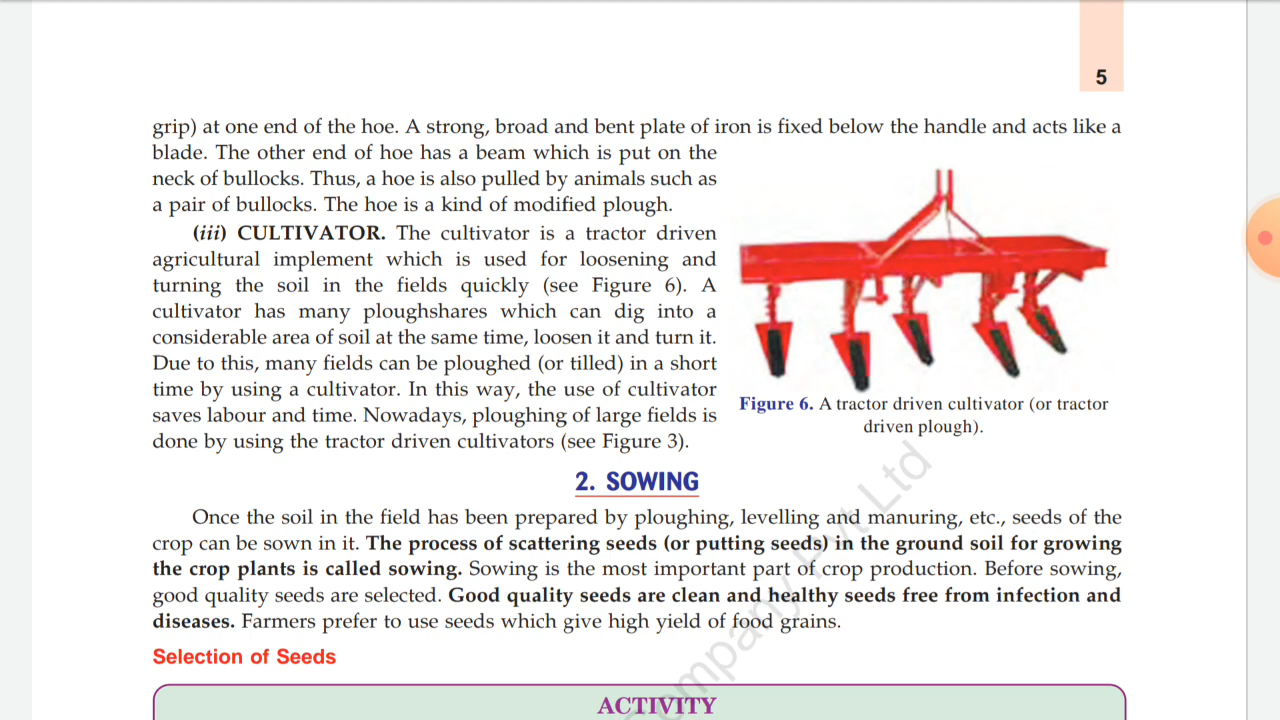 5
grip) at one end of the hoe. A strong, broad and bent plate of iron is fixed below the handle and acts like a
blade. The other end of hoe has a beam which is put on the
neck of bullocks. Thus, a hoe is also pulled by animals such as
a pair of bullocks. The hoe is a kind of modified plough.
(iii) CULTIVATOR. The cultivator is a tractor driven
agricultural implement which is used for loosening and
turning the soil in the fields quickly (see Figure 6). A
cultivator has many ploughshares which can dig into a
considerable area of soil at the same time, loosen it and turn it.
Due to this, many fields can be ploughed (or tilled) in a short
time by using a cultivator. In this way, the use of cultivator
saves labour and time. Nowadays, ploughing of large fields is
done by using the tractor driven cultivators (see Figure 3).
Figure 6. A tractor driven cultivator (or tractor
driven plough).
2. SOWING
Once the soil in the field has been prepared by ploughing, levelling and manuring, etc., seeds of the
crop can be sown in it. The process of scattering seeds (or putting seeds) in the ground soil for growing
the crop plants is called sowing. Sowing is the most important part of crop production. Before sowing,
good quality seeds are selected. Good quality seeds are clean and healthy seeds free from infection and
diseases. Farmers prefer to use seeds which give high yield of food grains.
Selection of Seeds
ACTIVITY
Pvt Ltd